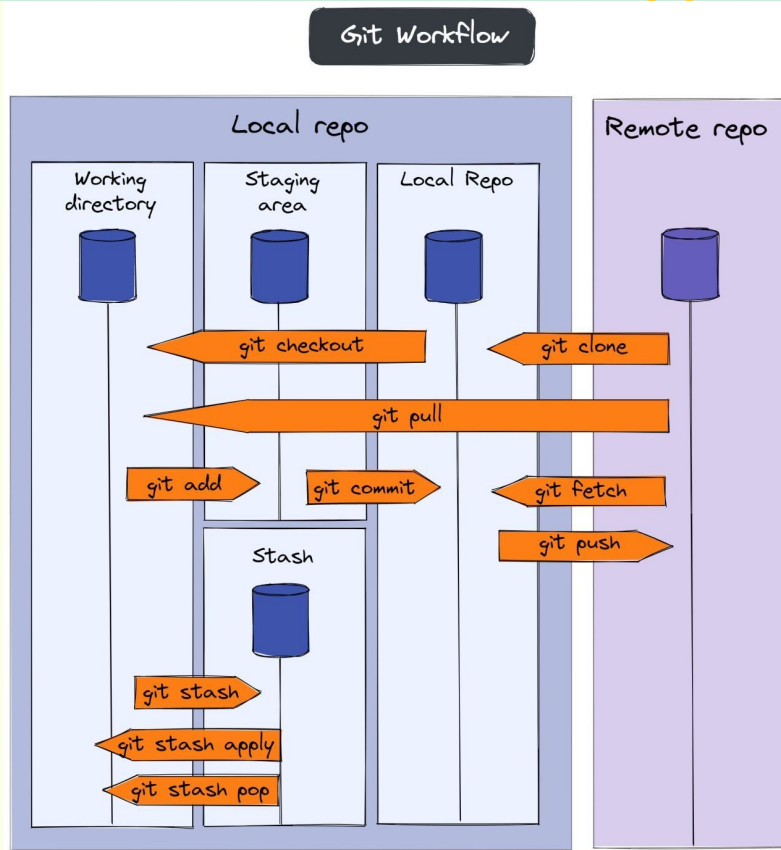 Git Workflow
Local repo
Remote repo
Working
directory
Staging
area
Local Repo
git checkout
git clone
git pull
git add
git commit
git fetch
git push
Stash
git stash
git stash apply
git stash pop